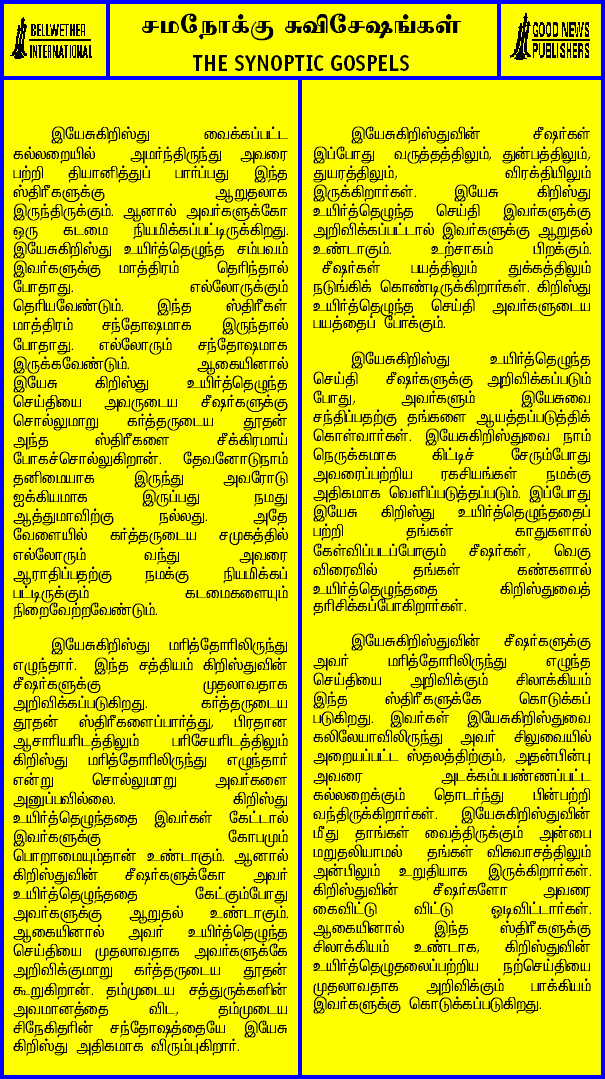 BELLWETHER
INTERNATIONAL
சமநோக்கு சுவிசேஷங்கள்
THE SYNOPTIC GOSPELS
GOOD NEWS
PUBLISHERS
இயேசுகிறிஸ்து வைக்கப்பட்ட
கல்லறையில் அமர்ந்திருந்து அவரை
பற்றி தியானித்துப் பார்ப்பது இந்த
ஸ்திரீகளுக்கு ஆறுதலாக
இருந்திருக்கும். ஆனால் அவர்களுக்கோ
ஒரு கடமை நியமிக்கப்பட்டிருக்கிறது.
இயேசுகிறிஸ்து உயிர்த்தெழுந்த சம்பவம்
இவர்களுக்கு மாத்திரம் தெரிந்தால்
போதாது. எல்லோருக்கும்
தெரியவேண்டும். இந்த ஸ்திரீகள்
மாத்திரம் சந்தோஷமாக இருந்தால்
போதாது. எல்லோரும் சந்தோஷமாக
இருக்கவேண்டும். ஆகையினால்
இயேசு கிறிஸ்து உயிர்த்தெழுந்த
செய்தியை அவருடைய சீஷர்களுக்கு
சொல்லுமாறு கர்த்தருடைய தூதன்
அந்த ஸ்திரீகளை சீக்கிரமாய்
போகச்சொல்லுகிறான். தேவனோடுநாம்
தனிமையாக இருந்து அவரோடு
ஐக்கியமாக இருப்பது நமது
ஆத்துமாவிற்கு நல்லது. அதே
வேளையில் கர்த்தருடைய சமுகத்தில்
எல்லோரும் வந்து அவரை
ஆராதிப்பதற்கு நமக்கு நியமிக்கப்
பட்டிருக்கும் கடமைகளையும்
நிறைவேற்றவேண்டும்.
இயேசுகிறிஸ்து மரித்தோரிலிருந்து
எழுந்தார். இந்த சத்தியம் கிறிஸ்துவின்
சீஷர்களுக்கு முதலாவதாக
அறிவிக்கப்படுகிறது. கர்த்தருடைய
தூதன் ஸ்திரீகளைப்பார்த்து, பிரதான
ஆசாரியரிடத்திலும் பரிசேயரிடத்திலும்
கிறிஸ்து மரித்தோரிலிருந்து எழுந்தார்
என்று சொல்லுமாறு அவர்களை
அனுப்பவில்லை. கிறிஸ்து
உயிர்த்தெழுந்ததை இவர்கள் கேட்டால்
இவர்களுக்கு கோபமும்
பொறாமையும்தான் உண்டாகும். ஆனால்
கிறிஸ்துவின் சீஷர்களுக்கோ அவர்
உயிர்த்தெழுந்ததை கேட்கும்போது
அவர்களுக்கு ஆறுதல் உண்டாகும்.
ஆகையினால் அவர் உயிர்த்தெழுந்த
செய்தியை முதலாவதாக அவர்களுக்கே
அறிவிக்குமாறு கர்த்தருடைய தூதன்
கூறுகிறான். தம்முடைய சத்துருக்களின்
அவமானத்தை விட, தம்முடைய
சிநேகிதரின் சந்தோஷத்தையே இயேசு
கிறிஸ்து அதிகமாக விரும்புகிறார்.
இயேசுகிறிஸ்துவின் சீஷர்கள்
இப்போது வருத்தத்திலும், துன்பத்திலும்,
துயரத்திலும், விரக்தியிலும்
இருக்கிறார்கள். இயேசு கிறிஸ்து
உயிர்த்தெழுந்த செய்தி இவர்களுக்கு
அறிவிக்கப்பட்டால் இவர்களுக்கு ஆறுதல்
உண்டாகும். உற்சாகம் பிறக்கும்.
சீஷர்கள் பயத்திலும் துக்கத்திலும்
நடுங்கிக் கொண்டிருக்கிறார்கள். கிறிஸ்து
உயிர்த்தெழுந்த செய்தி அவர்களுடைய
பயத்தைப் போக்கும்.
இயேசுகிறிஸ்து உயிர்த்தெழுந்த
செய்தி சீஷர்களுக்கு அறிவிக்கப்படும்
போது, அவர்களும் இயேசுவை
சந்திப்பதற்கு தங்களை ஆயத்தப்படுத்திக்
கொள்வார்கள். இயேசுகிறிஸ்துவை நாம்
நெருக்கமாக கிட்டிச் சேரும்போது
அவரைப்பற்றிய ரகசியங்கள் நமக்கு
அதிகமாக வெளிப்படுத்தப்படும். இப்போது
இயேசு கிறிஸ்து உயிர்த்தெழுந்ததைப்
பற்றி தங்கள் காதுகளால்
கேள்விப்படப்போகும் சீஷர்கள், வெகு
விரைவில் தங்கள் கண்களால்
உயிர்த்தெழுந்ததை கிறிஸ்துவைத்
தரிசிக்கப்போகிறார்கள்.
இயேசுகிறிஸ்துவின் சீஷர்களுக்கு
அவர் மரித்தோரிலிருந்து எழுந்த
செய்தியை அறிவிக்கும் சிலாக்கியம்
இந்த ஸ்திரீகளுக்கே கொடுக்கப்
படுகிறது. இவர்கள் இயேசுகிறிஸ்துவை
கலிலேயாவிலிருந்து அவர் சிலுவையில்
அறையப்பட்ட ஸ்தலத்திற்கும், அதன்பின்பு
அவரை அடக்கம்பண்ணப்பட்ட
கல்லறைக்கும் தொடர்ந்து பின்பற்றி
வந்திருக்கிறார்கள். இயேசுகிறிஸ்துவின்
மீது தாங்கள் வைத்திருக்கும் அன்பை
மறுதலியாமல் தங்கள் விசுவாசத்திலும்
அன்பிலும் உறுதியாக இருக்கிறார்கள்.
கிறிஸ்துவின் சீஷர்களோ அவரை
கைவிட்டு விட்டு ஓடிவிட்டார்கள்.
ஆகையினால் இந்த ஸ்திரீகளுக்கு
சிலாக்கியம் உண்டாக, கிறிஸ்துவின்
உயிர்த்தெழுதலைப்பற்றிய நற்செய்தியை
முதலாவதாக அறிவிக்கும் பாக்கியம்
இவர்களுக்கு கொடுக்கப்படுகிறது.